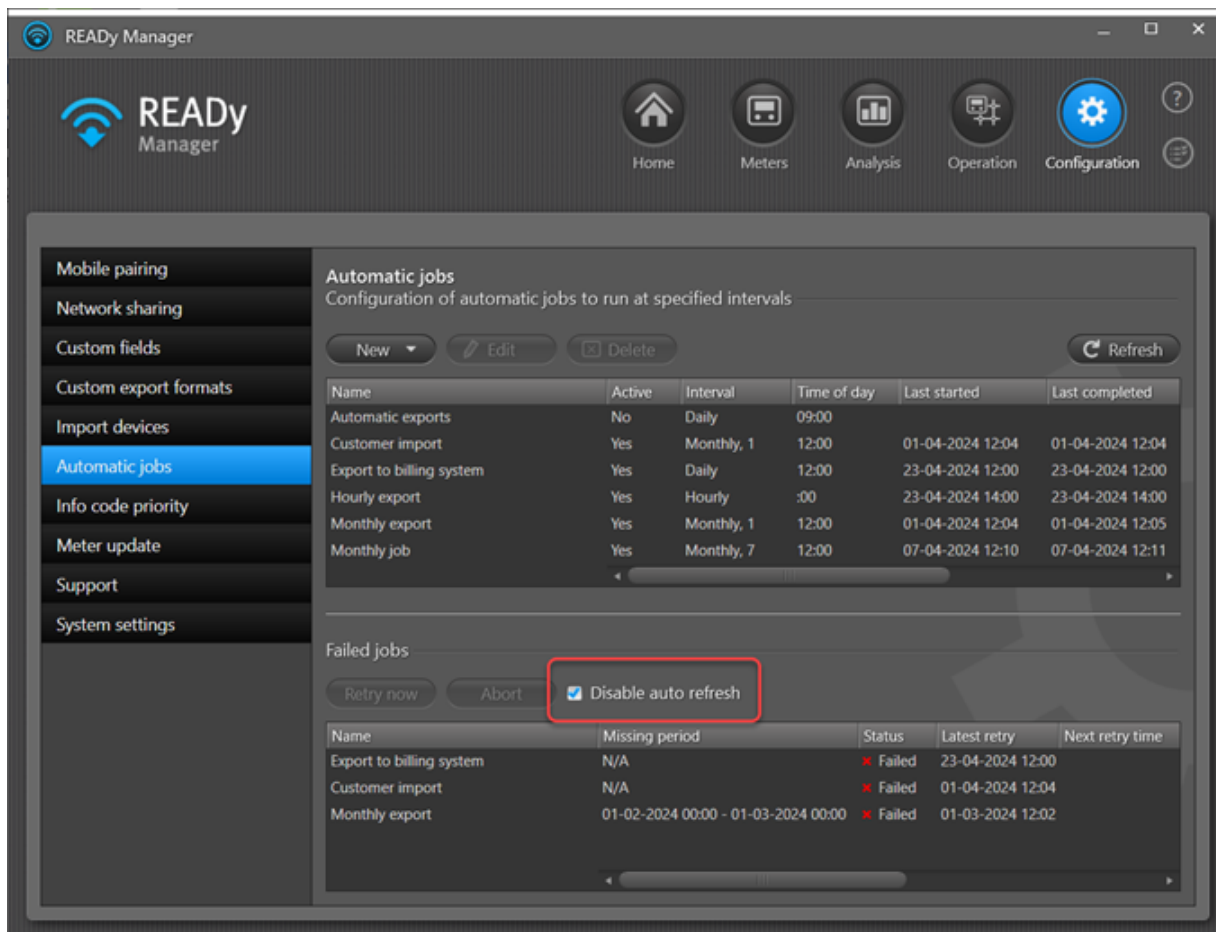 READy Manager
READy
Manager
Home Meters Analysis Operation Configuration
?
Mobile pairing
Network sharing
Custom fields
Custom export formats
Import devices
Automatic jobs
Info code priority
Meter update
Support
System settings
Automatic jobs
Configuration of automatic jobs to run at specified intervals
New Edit Delete Refresh
Name Active Interval Time of day Last started Last completed
Automatic exports No Daily 09:00
Customer import Yes Monthly, 1 12:00 01-04-2024 12:04 01-04-2024 12:04
Export to billing system Yes Daily 12:00 23-04-2024 12:00 23-04-2024 12:00
Hourly export Yes Hourly :00 23-04-2024 14:00 23-04-2024 14:00
Monthly export Yes Monthly, 1 12:00 01-04-2024 12:04 01-04-2024 12:05
Monthly job Yes Monthly, 7 12:00 07-04-2024 12:10 07-04-2024 12:11
Failed jobs
Retry now Abort Disable auto refresh
Name Missing period Status Latest retry Next retry time
Export to billing system N/A Failed 23-04-2024 12:00
Customer import N/A Failed 01-04-2024 12:04
Monthly export 01-02-2024 00:00 - 01-03-2024 00:00 Failed 01-03-2024 12:02